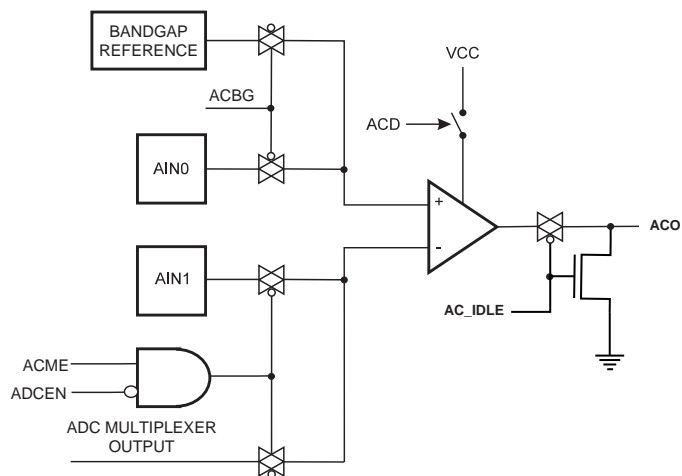 BANDGAP
REFERENCE
VCC
ACBG
ACD
AIN0
+
-
ACO
AIN1
AC_IDLE
ACME
ADCEN
ADC MULTIPLEXER
OUTPUT